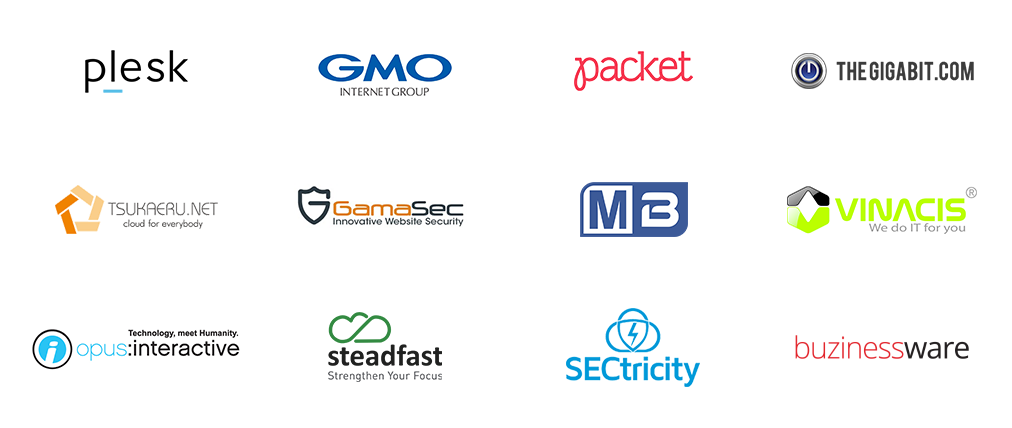 plesk
GMO
INTERNET GROUP
packet
THEGIGABIT.COM
TSUKAERU.NET
cloud for everybody
GamaSec
Innovative Website Security
M3
VINACIS®
We do IT for you
Technology, meet Humanity.
i opus:interactive
steadfast
Strengthen Your Focus
SECtricity
buzinessware